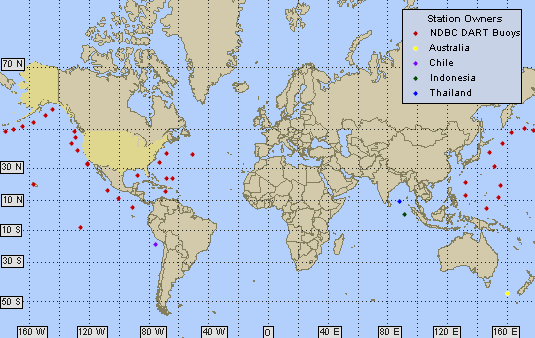 Station Owners
NDBC DART Buoys
Australia
Chile
Indonesia
Thailand
70 N
30 N
10 N
10 S
30 S
50 S
160 W
120 W
80 W
40 W
0
40 E
80 E
120 E
160 E